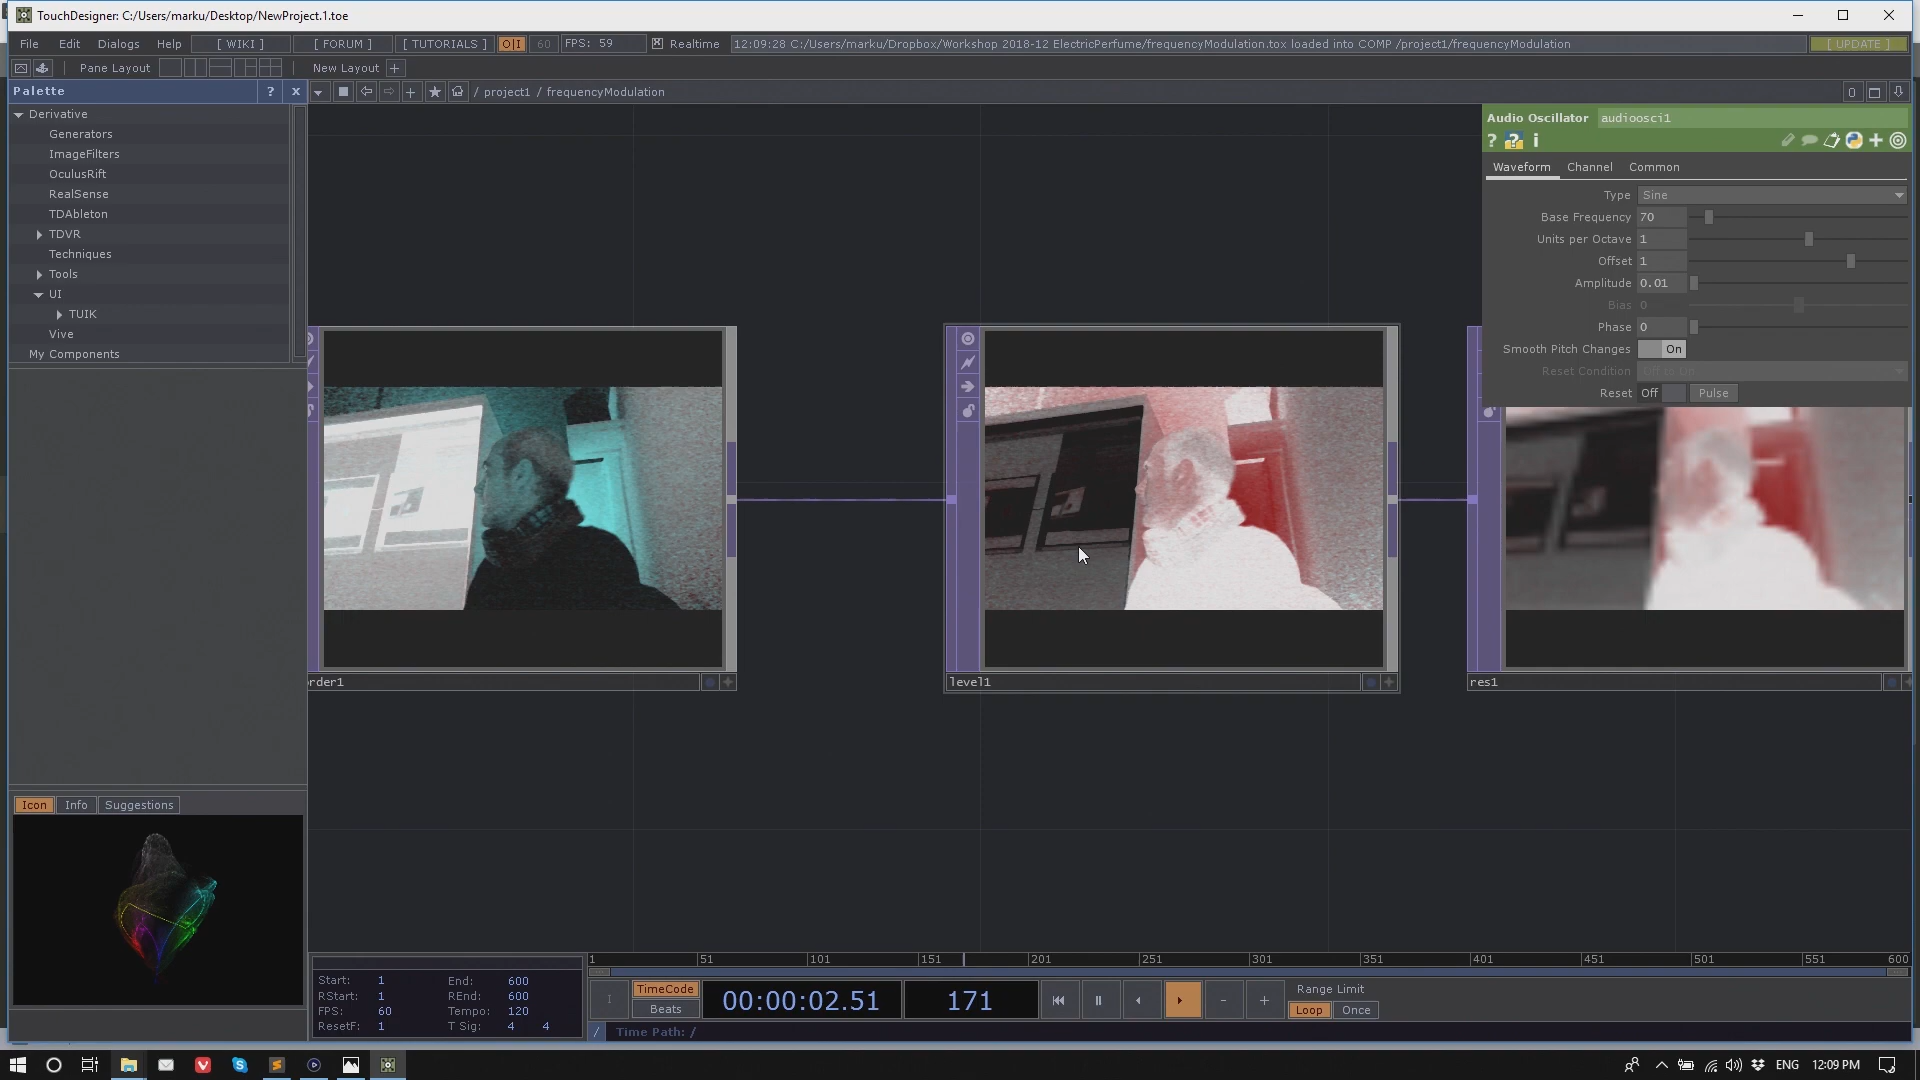 TouchDesigner: C:/Users/marku/Desktop/NewProject.1.toe
File Edit Dialogs Help [ WIKI ] [ FORUM ] [ TUTORIALS ] O|I 60 FPS: 59 Realtime 12:09:28 C:/Users/marku/Dropbox/Workshop 2018-12 ElectricPerfume/frequencyModulation.tox loaded into COMP /project1/frequencyModulation [ UPDATE ]
Pane Layout New Layout +
Palette ? x / project1 / frequencyModulation 0
Derivative
Generators
ImageFilters
OculusRift
RealSense
TDAbleton
TDVR
Techniques
Tools
UI
TUIK
Vive
My Components
Audio Oscillator audioosci1
? ? i
Waveform Channel Common
Type Sine
Base Frequency 70
Units per Octave 1
Offset 1
Amplitude 0.01
Bias 0
Phase 0
Smooth Pitch Changes On
Reset Condition Off to On
Reset Off Pulse
rder1 level1 res1
Icon Info Suggestions
1 51 101 151 201 251 301 351 401 451 501 551 600
Start: 1 End: 600
RStart: 1 REnd: 600
FPS: 60 Tempo: 120
ResetF: 1 T Sig: 4 4
I TimeCode Beats 00:00:02.51 171 - +
Range Limit
Loop Once
/ Time Path: /
ENG 12:09 PM